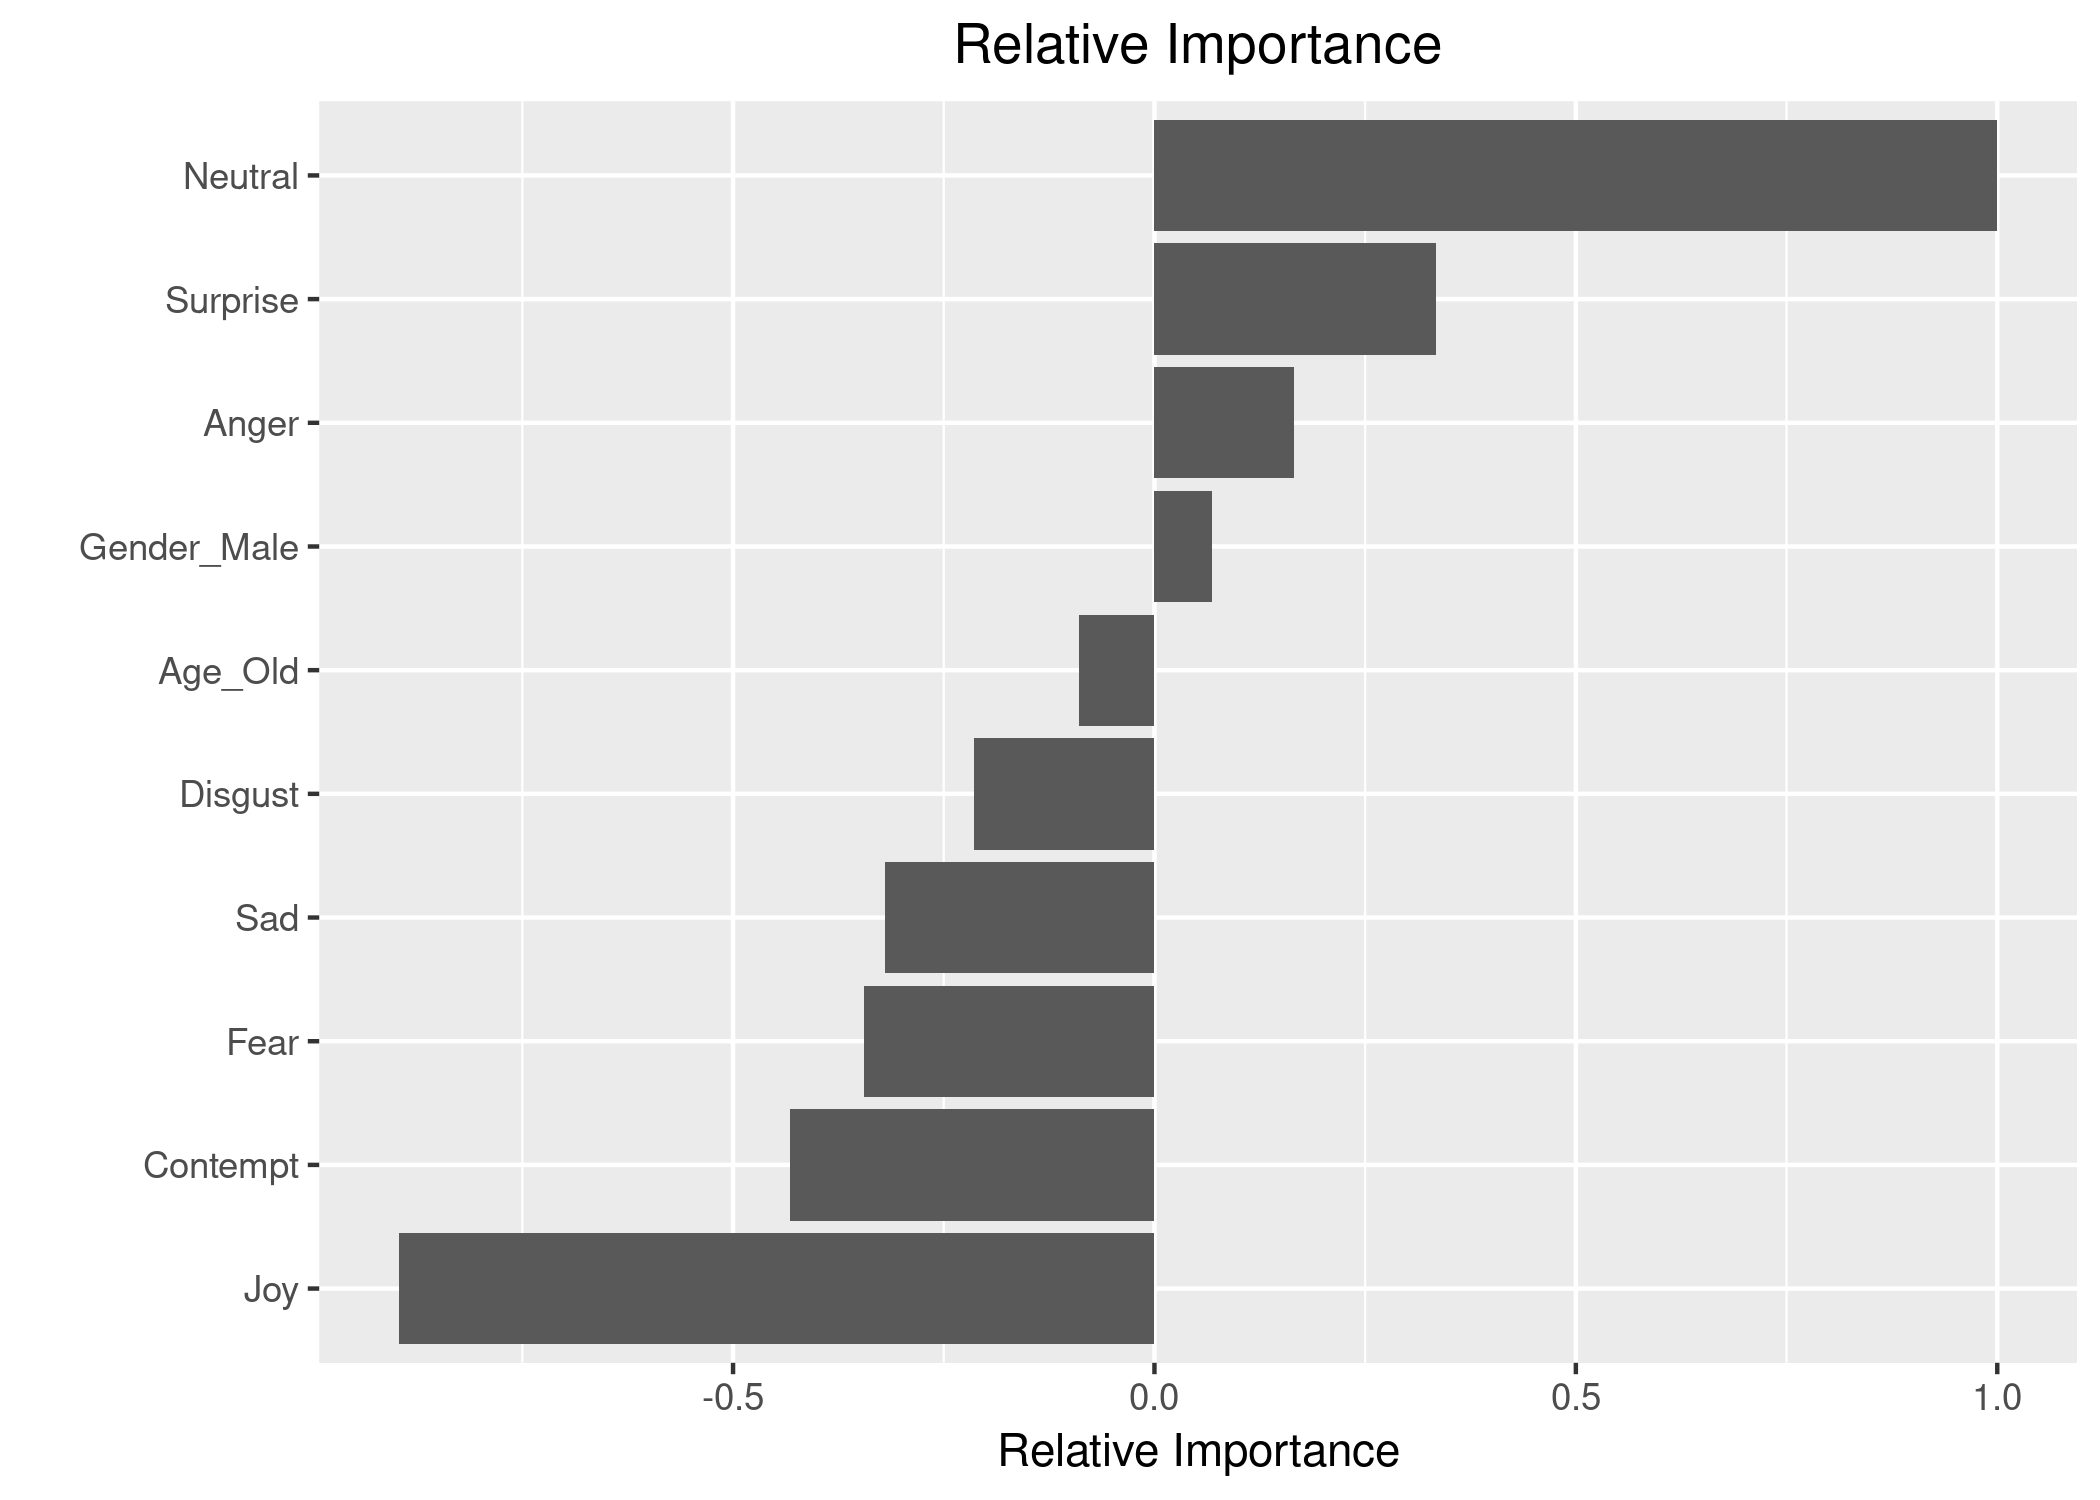 Relative Importance
Neutral
Surprise
Anger
Gender_Male
Age_Old
Disgust
Sad
Fear
Contempt
Joy
-0.5 0.0 0.5 1.0
Relative Importance